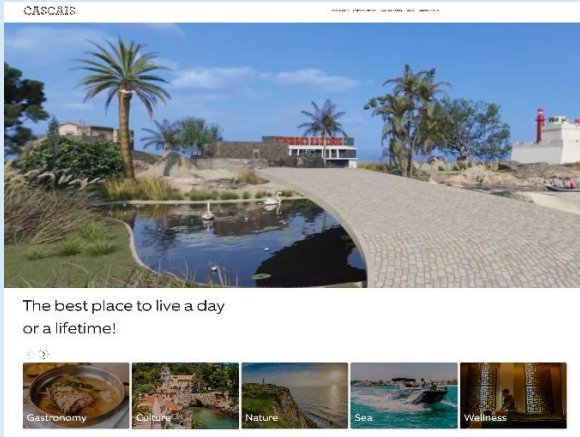 CASCAIS
The best place to live a day
or a lifetime!
Gastronomy
Culture
Nature
Sea
Wellness